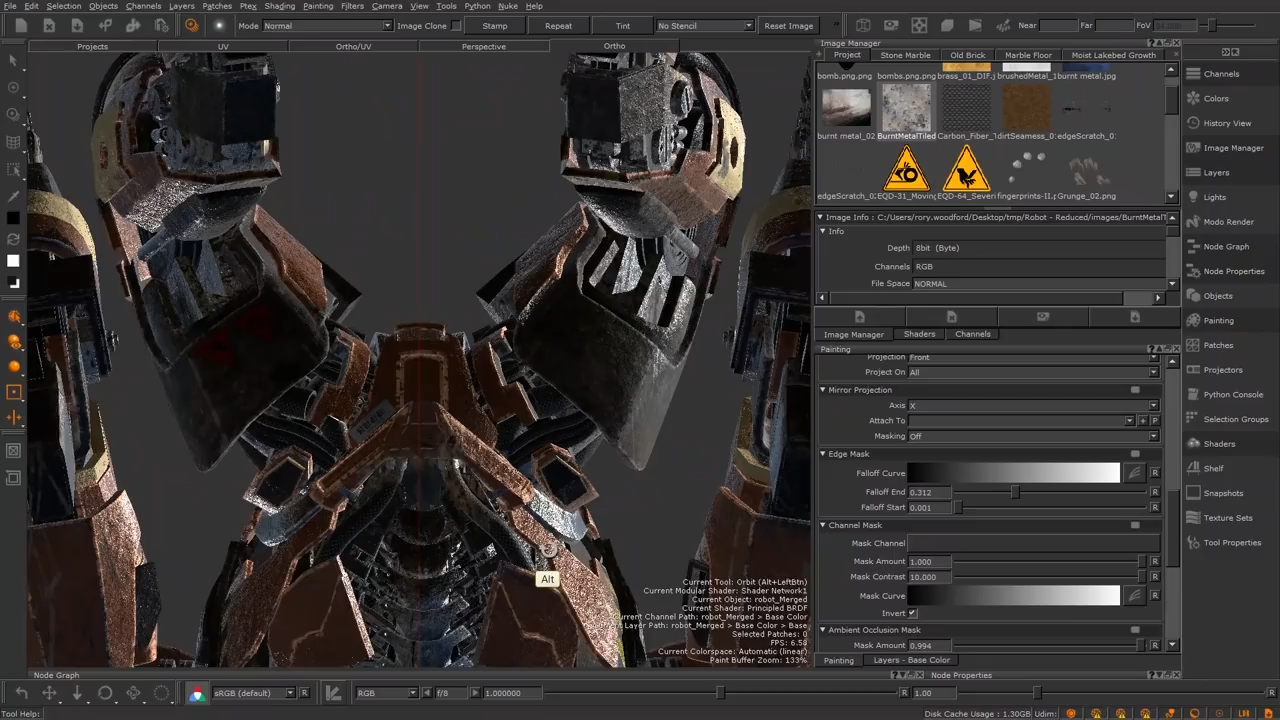 File Edit Selection Objects Channels Layers Patches Ptex Shading Painting Filters Camera View Tools Python Nuke Help
Mode Normal Image Clone Stamp Repeat Tint No Stencil Reset Image » Near Far FoV
Projects UV Ortho/UV Perspective Ortho
Image Manager
Project Stone Marble Old Brick Marble Floor Moist Lakebed Growth
bomb.png.png bombs.png.png brass_01_DIF.j brushedMetal_1 burnt metal.jpg
burnt metal_02 BurntMetalTiled Carbon_Fiber_ dirtSeamess_0 edgeScratch_0
edgeScratch_0 EQD-31_Moving EQD-64_Sever fingerprints-II.p Grunge_02.png
Image Info : C:/Users/rory.woodford/Desktop/tmp/Robot - Reduced/images/BurntMetalT
Info
Depth 8bit (Byte)
Channels RGB
File Space NORMAL
Image Manager Shaders Channels
Painting
Projection Front
Project On All
Mirror Projection
Axis X
Attach To + P
Masking Off
Edge Mask
Falloff Curve R
Falloff End 0.312 R
Falloff Start 0.001 R
Channel Mask
Mask Channel
Mask Amount 1.000 R
Mask Contrast 10.000 R
Mask Curve R
Invert
Ambient Occlusion Mask
Mask Amount 0.994 R
Painting Layers - Base Color
Channels
Colors
History View
Image Manager
Layers
Lights
Modo Render
Node Graph
Node Properties
Objects
Painting
Patches
Projectors
Python Console
Selection Groups
Shaders
Shelf
Snapshots
Texture Sets
Tool Properties
Alt
Current Tool: Orbit (Alt+LeftBtn)
Current Modular Shader: Shader Network1
Current Object: robot_Merged
Current Shader: Principled BRDF
Current Channel Path: robot_Merged > Base Color
Current Layer Path: robot_Merged > Base Color > Base
Selected Patches: 0
FPS: 6.58
Current Colorspace: Automatic (linear)
Paint Buffer Zoom: 133%
Node Graph Node Properties
sRGB (default) R RGB f/8 1.000000 R 1.00 R
Disk Cache Usage : 1.30GB Udim: